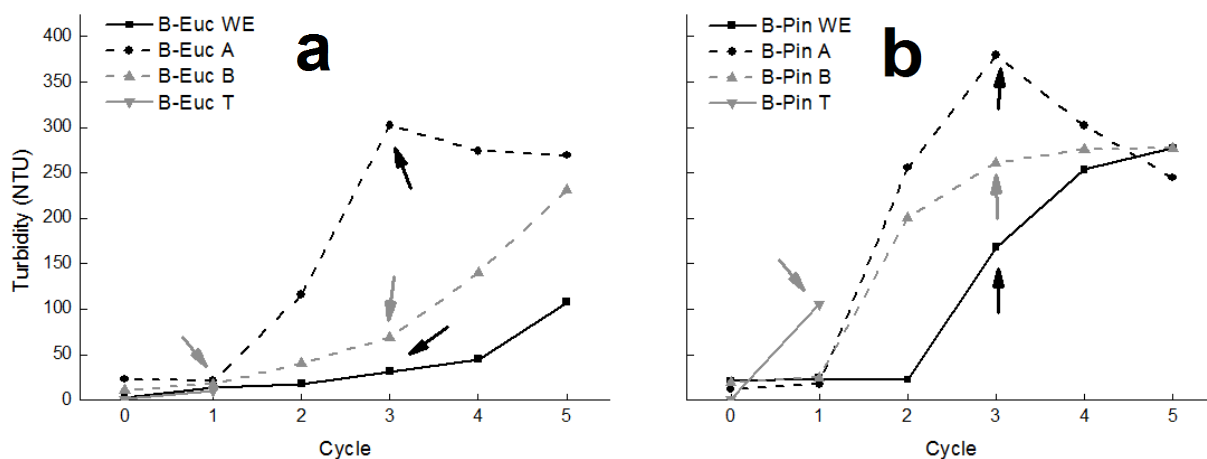 B-Euc WE
B-Euc A
B-Euc B
B-Euc T
a
400
350
300
250
200
150
100
50
0
Turbidity (NTU)
0 1 2 3 4 5
Cycle
B-Pin WE
B-Pin A
B-Pin B
B-Pin T
b
0 1 2 3 4 5
Cycle